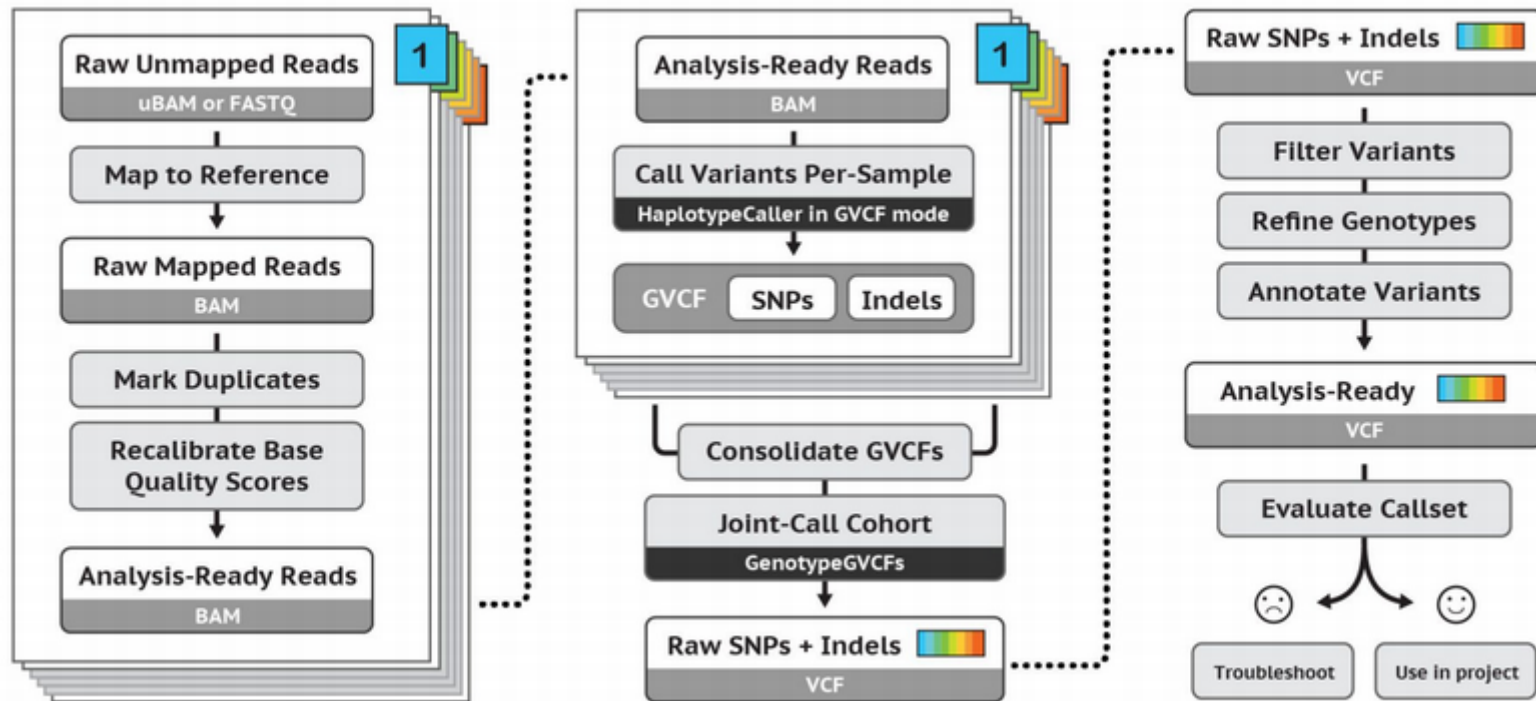 1
Raw Unmapped Reads
uBAM or FASTQ
Map to Reference
Raw Mapped Reads
BAM
Mark Duplicates
Recalibrate Base
Quality Scores
Analysis-Ready Reads
BAM
1
Analysis-Ready Reads
BAM
Call Variants Per-Sample
HaplotypeCaller in GVCF mode
GVCF SNPs Indels
Consolidate GVCFs
Joint-Call Cohort
GenotypeGVCFs
Raw SNPs + Indels
VCF
Raw SNPs + Indels
VCF
Filter Variants
Refine Genotypes
Annotate Variants
Analysis-Ready
VCF
Evaluate Callset
Troubleshoot
Use in project